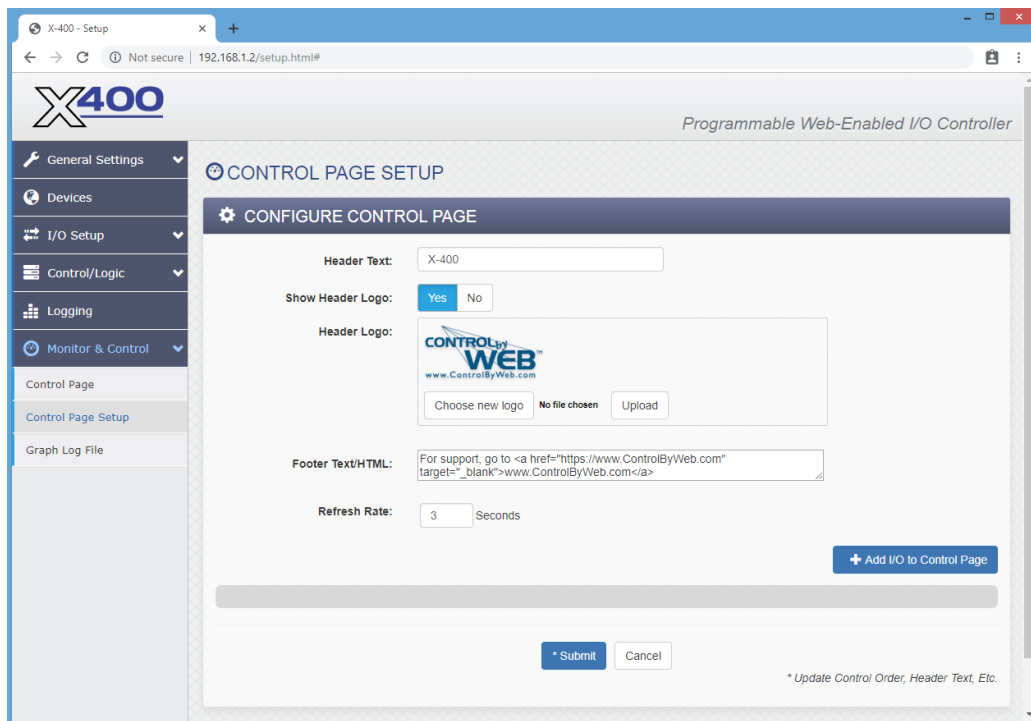 X-400 - Setup
Not secure | 192.168.1.2/setup.html#
X400
Programmable Web-Enabled I/O Controller
General Settings
Devices
I/O Setup
Control/Logic
Logging
Monitor & Control
Control Page
Control Page Setup
Graph Log File
CONTROL PAGE SETUP
CONFIGURE CONTROL PAGE
Header Text: X-400
Show Header Logo: Yes No
Header Logo:
CONTROL by
WEB™
www.ControlByWeb.com
Choose new logo No file chosen Upload
Footer Text/HTML: For support, go to <a href="https://www.ControlByWeb.com"
target="_blank">www.ControlByWeb.com</a>
Refresh Rate: 3 Seconds
+ Add I/O to Control Page
* Submit Cancel
* Update Control Order, Header Text, Etc.